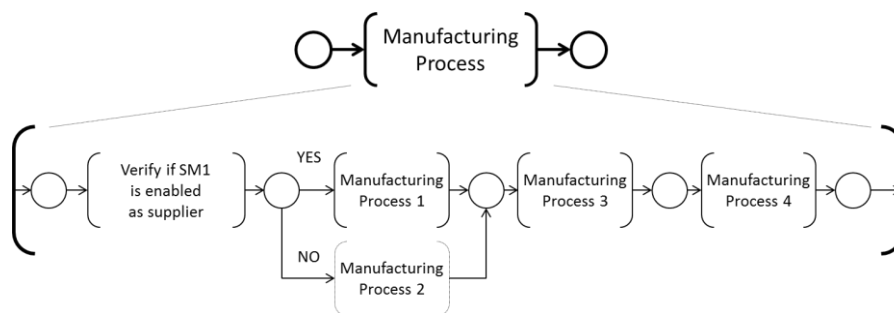 Manufacturing
Process
Verify if SM1
is enabled
as supplier
YES
Manufacturing
Process 1
NO
Manufacturing
Process 2
Manufacturing
Process 3
Manufacturing
Process 4